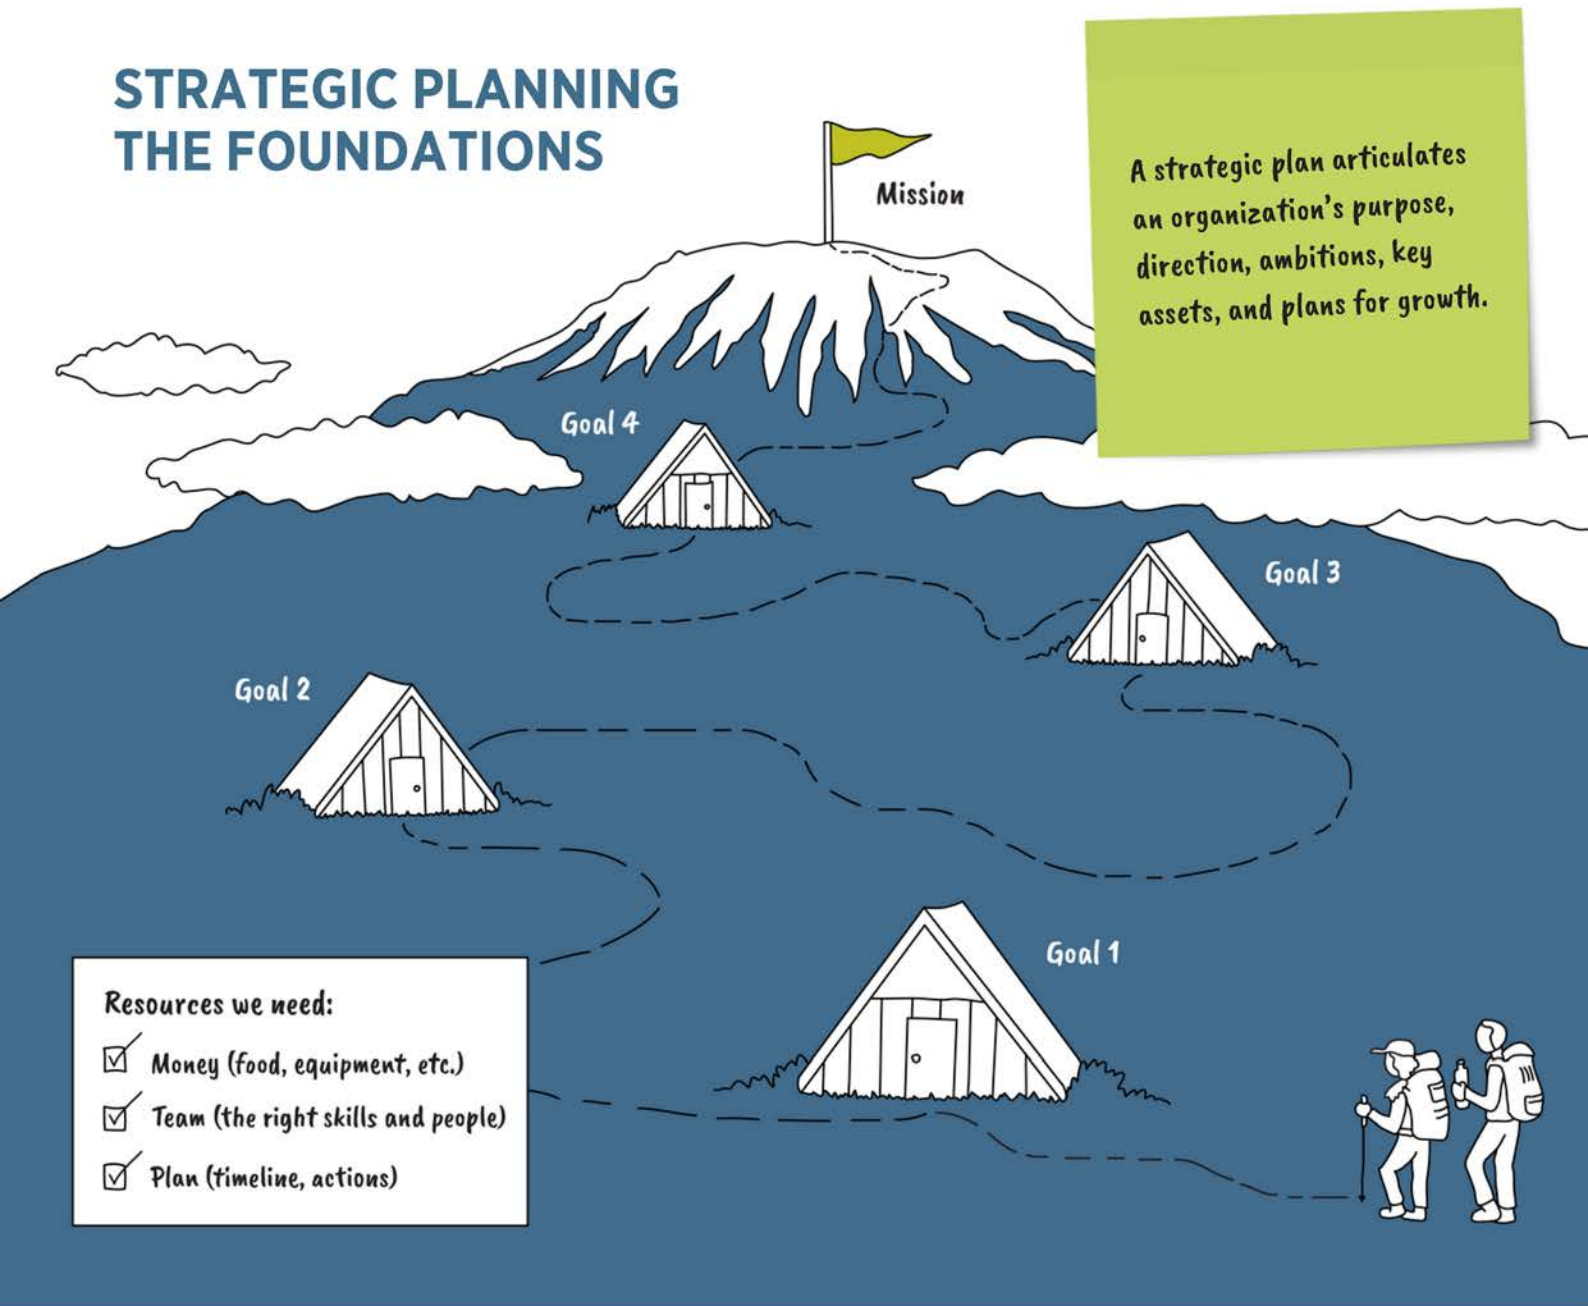 STRATEGIC PLANNING
THE FOUNDATIONS
A strategic plan articulates
an organization's purpose,
direction, ambitions, key
assets, and plans for growth.
Mission
Goal 4
Goal 3
Goal 2
Goal 1
Resources we need:
Money (food, equipment, etc.)
Team (the right skills and people)
Plan (timeline, actions)